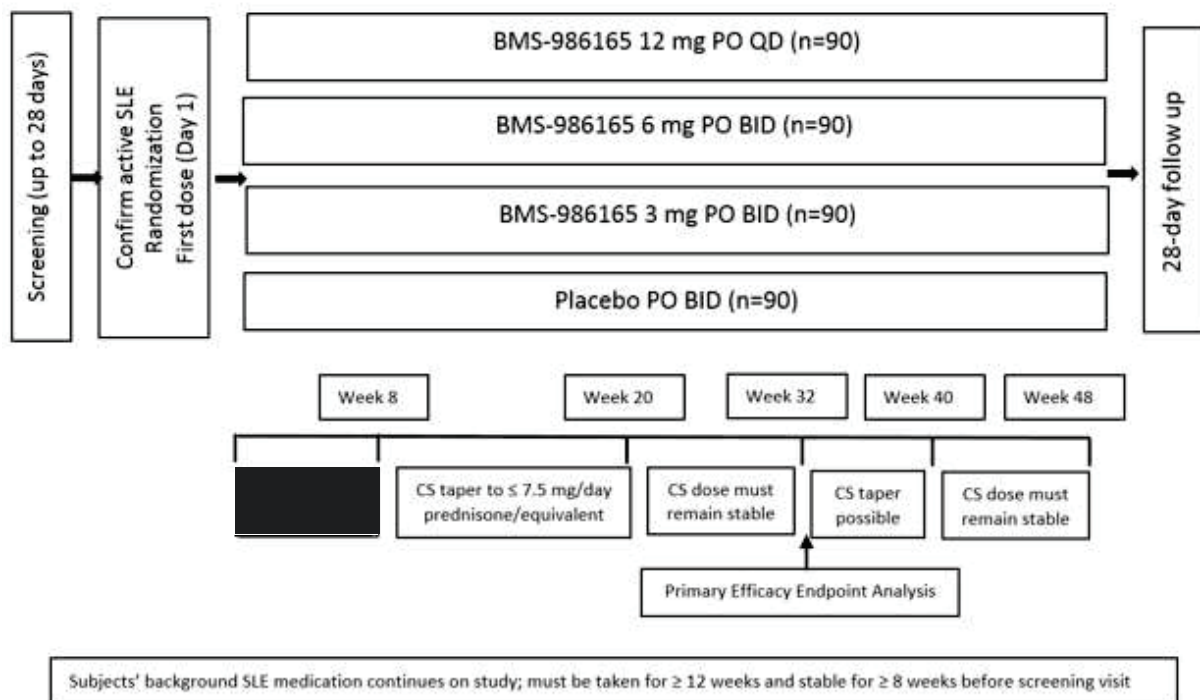 Screening (up to 28 days)
Confirm active SLE
Randomization
First dose (Day 1)
BMS-986165 12 mg PO QD (n=90)
BMS-986165 6 mg PO BID (n=90)
BMS-986165 3 mg PO BID (n=90)
Placebo PO BID (n=90)
28-day follow up
Week 8
Week 20
Week 32
Week 40
Week 48
CS taper to ≤ 7.5 mg/day
prednisone/equivalent
CS dose must
remain stable
CS taper
possible
CS dose must
remain stable
Primary Efficacy Endpoint Analysis
Subjects' background SLE medication continues on study; must be taken for ≥ 12 weeks and stable for ≥ 8 weeks before screening visit